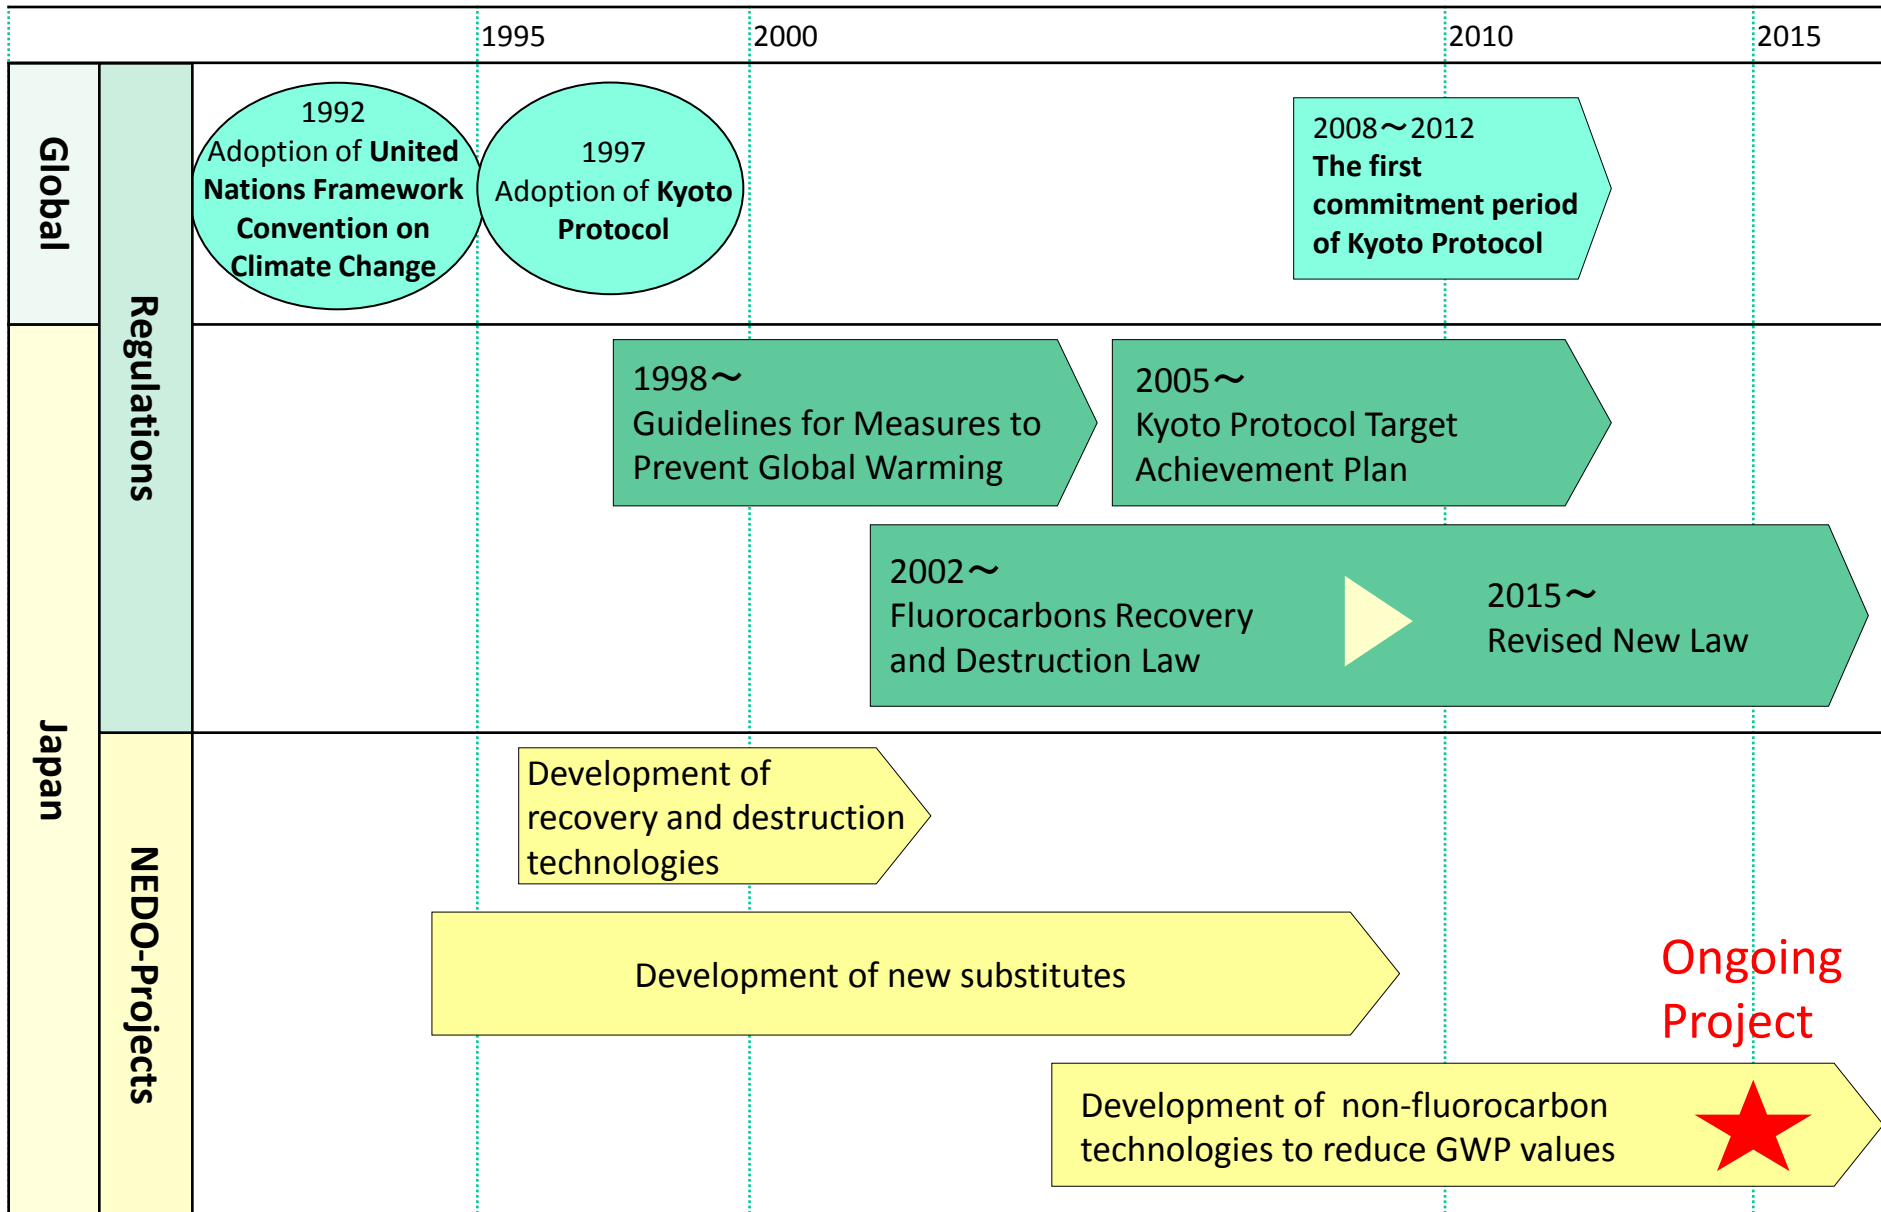 1995
2000
2010
2015
Global
Regulations
1992
Adoption of United
Nations Framework
Convention on
Climate Change
1997
Adoption of Kyoto
Protocol
2008～2012
The first
commitment period
of Kyoto Protocol
Japan
1998～
Guidelines for Measures to
Prevent Global Warming
2005～
Kyoto Protocol Target
Achievement Plan
2002～
Fluorocarbons Recovery
and Destruction Law
2015～
Revised New Law
NEDO-Projects
Development of
recovery and destruction
technologies
Development of new substitutes
Ongoing
Project
Development of  non-fluorocarbon
technologies to reduce GWP values